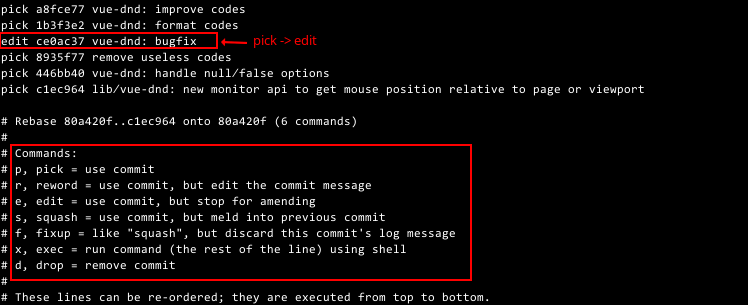 pick a8fce77 vue-dnd: improve codes
pick 1b3f3e2 vue-dnd: format codes
edit ce0ac37 vue-dnd: bugfix pick -> edit
pick 8935f77 remove useless codes
pick 446bb40 vue-dnd: handle null/false options
pick c1ec964 lib/vue-dnd: new monitor api to get mouse position relative to page or viewport
# Rebase 80a420f..c1ec964 onto 80a420f (6 commands)
#
# Commands:
# p, pick = use commit
# r, reword = use commit, but edit the commit message
# e, edit = use commit, but stop for amending
# s, squash = use commit, but meld into previous commit
# f, fixup = like "squash", but discard this commit's log message
# x, exec = run command (the rest of the line) using shell
# d, drop = remove commit
#
# These lines can be re-ordered; they are executed from top to bottom.